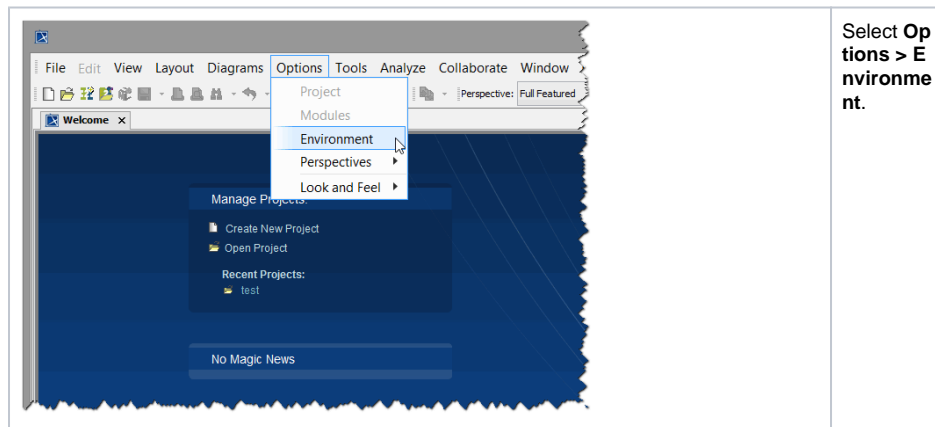 File Edit View Layout Diagrams Options Tools Analyze Collaborate Window
Perspective: Full Featured
Welcome
Project
Modules
Environment
Perspectives
Look and Feel
Manage Projects:
Create New Project
Open Project
Recent Projects:
test
No Magic News
Select Op
tions > E
nvironme
nt.